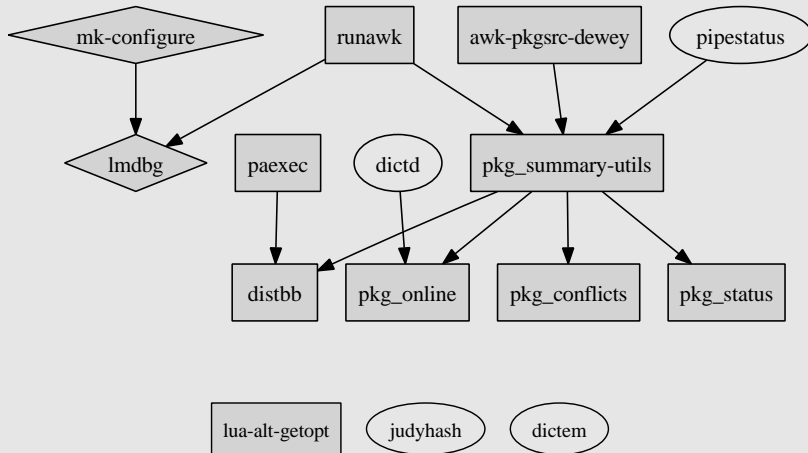 mk-configure
runawk
awk-pkgsrc-dewey
pipestatus
lmdbg
paexec
dictd
pkg_summary-utils
distbb
pkg_online
pkg_conflicts
pkg_status
lua-alt-getopt
judyhash
dictem